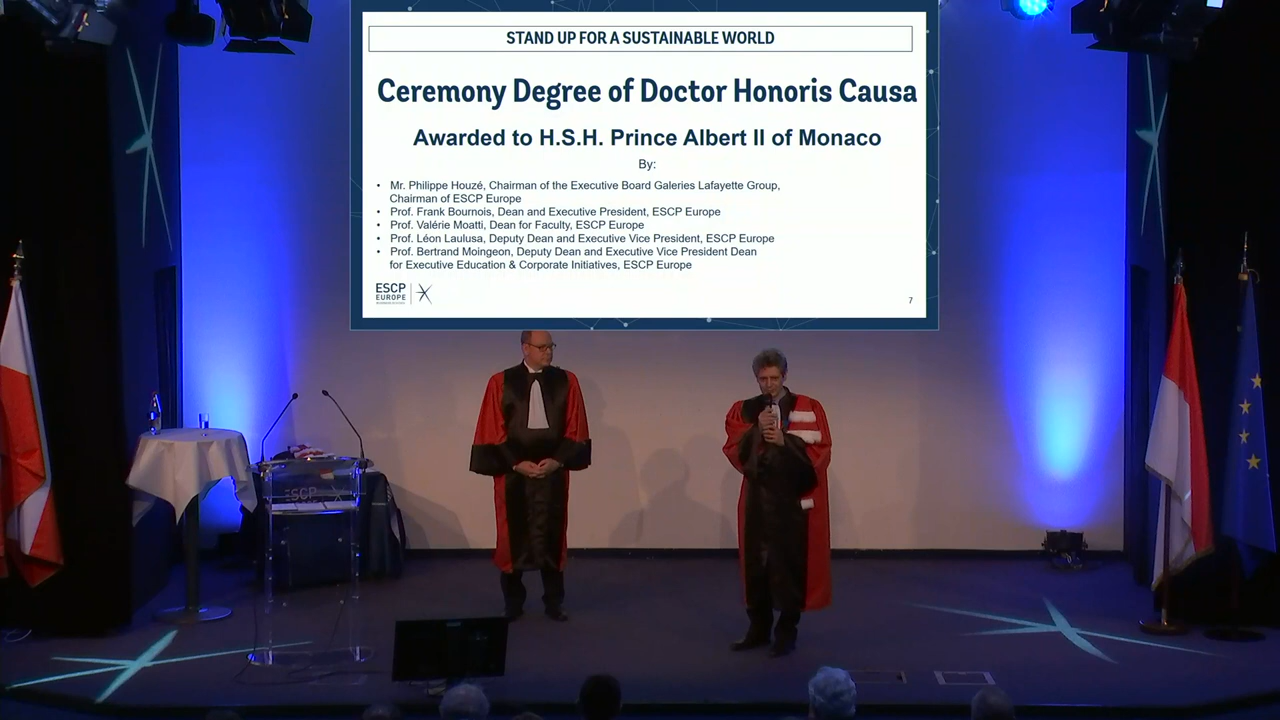 STAND UP FOR A SUSTAINABLE WORLD
Ceremony Degree of Doctor Honoris Causa
Awarded to H.S.H. Prince Albert II of Monaco
By:
• Mr. Philippe Houzé, Chairman of the Executive Board Galeries Lafayette Group,
Chairman of ESCP Europe
• Prof. Frank Bournois, Dean and Executive President, ESCP Europe
• Prof. Valérie Moatti, Dean for Faculty, ESCP Europe
• Prof. Léon Laulusa, Deputy Dean and Executive Vice President, ESCP Europe
• Prof. Bertrand Moingeon, Deputy Dean and Executive Vice President Dean
for Executive Education & Corporate Initiatives, ESCP Europe
ESCP
EUROPE
7
ESCP